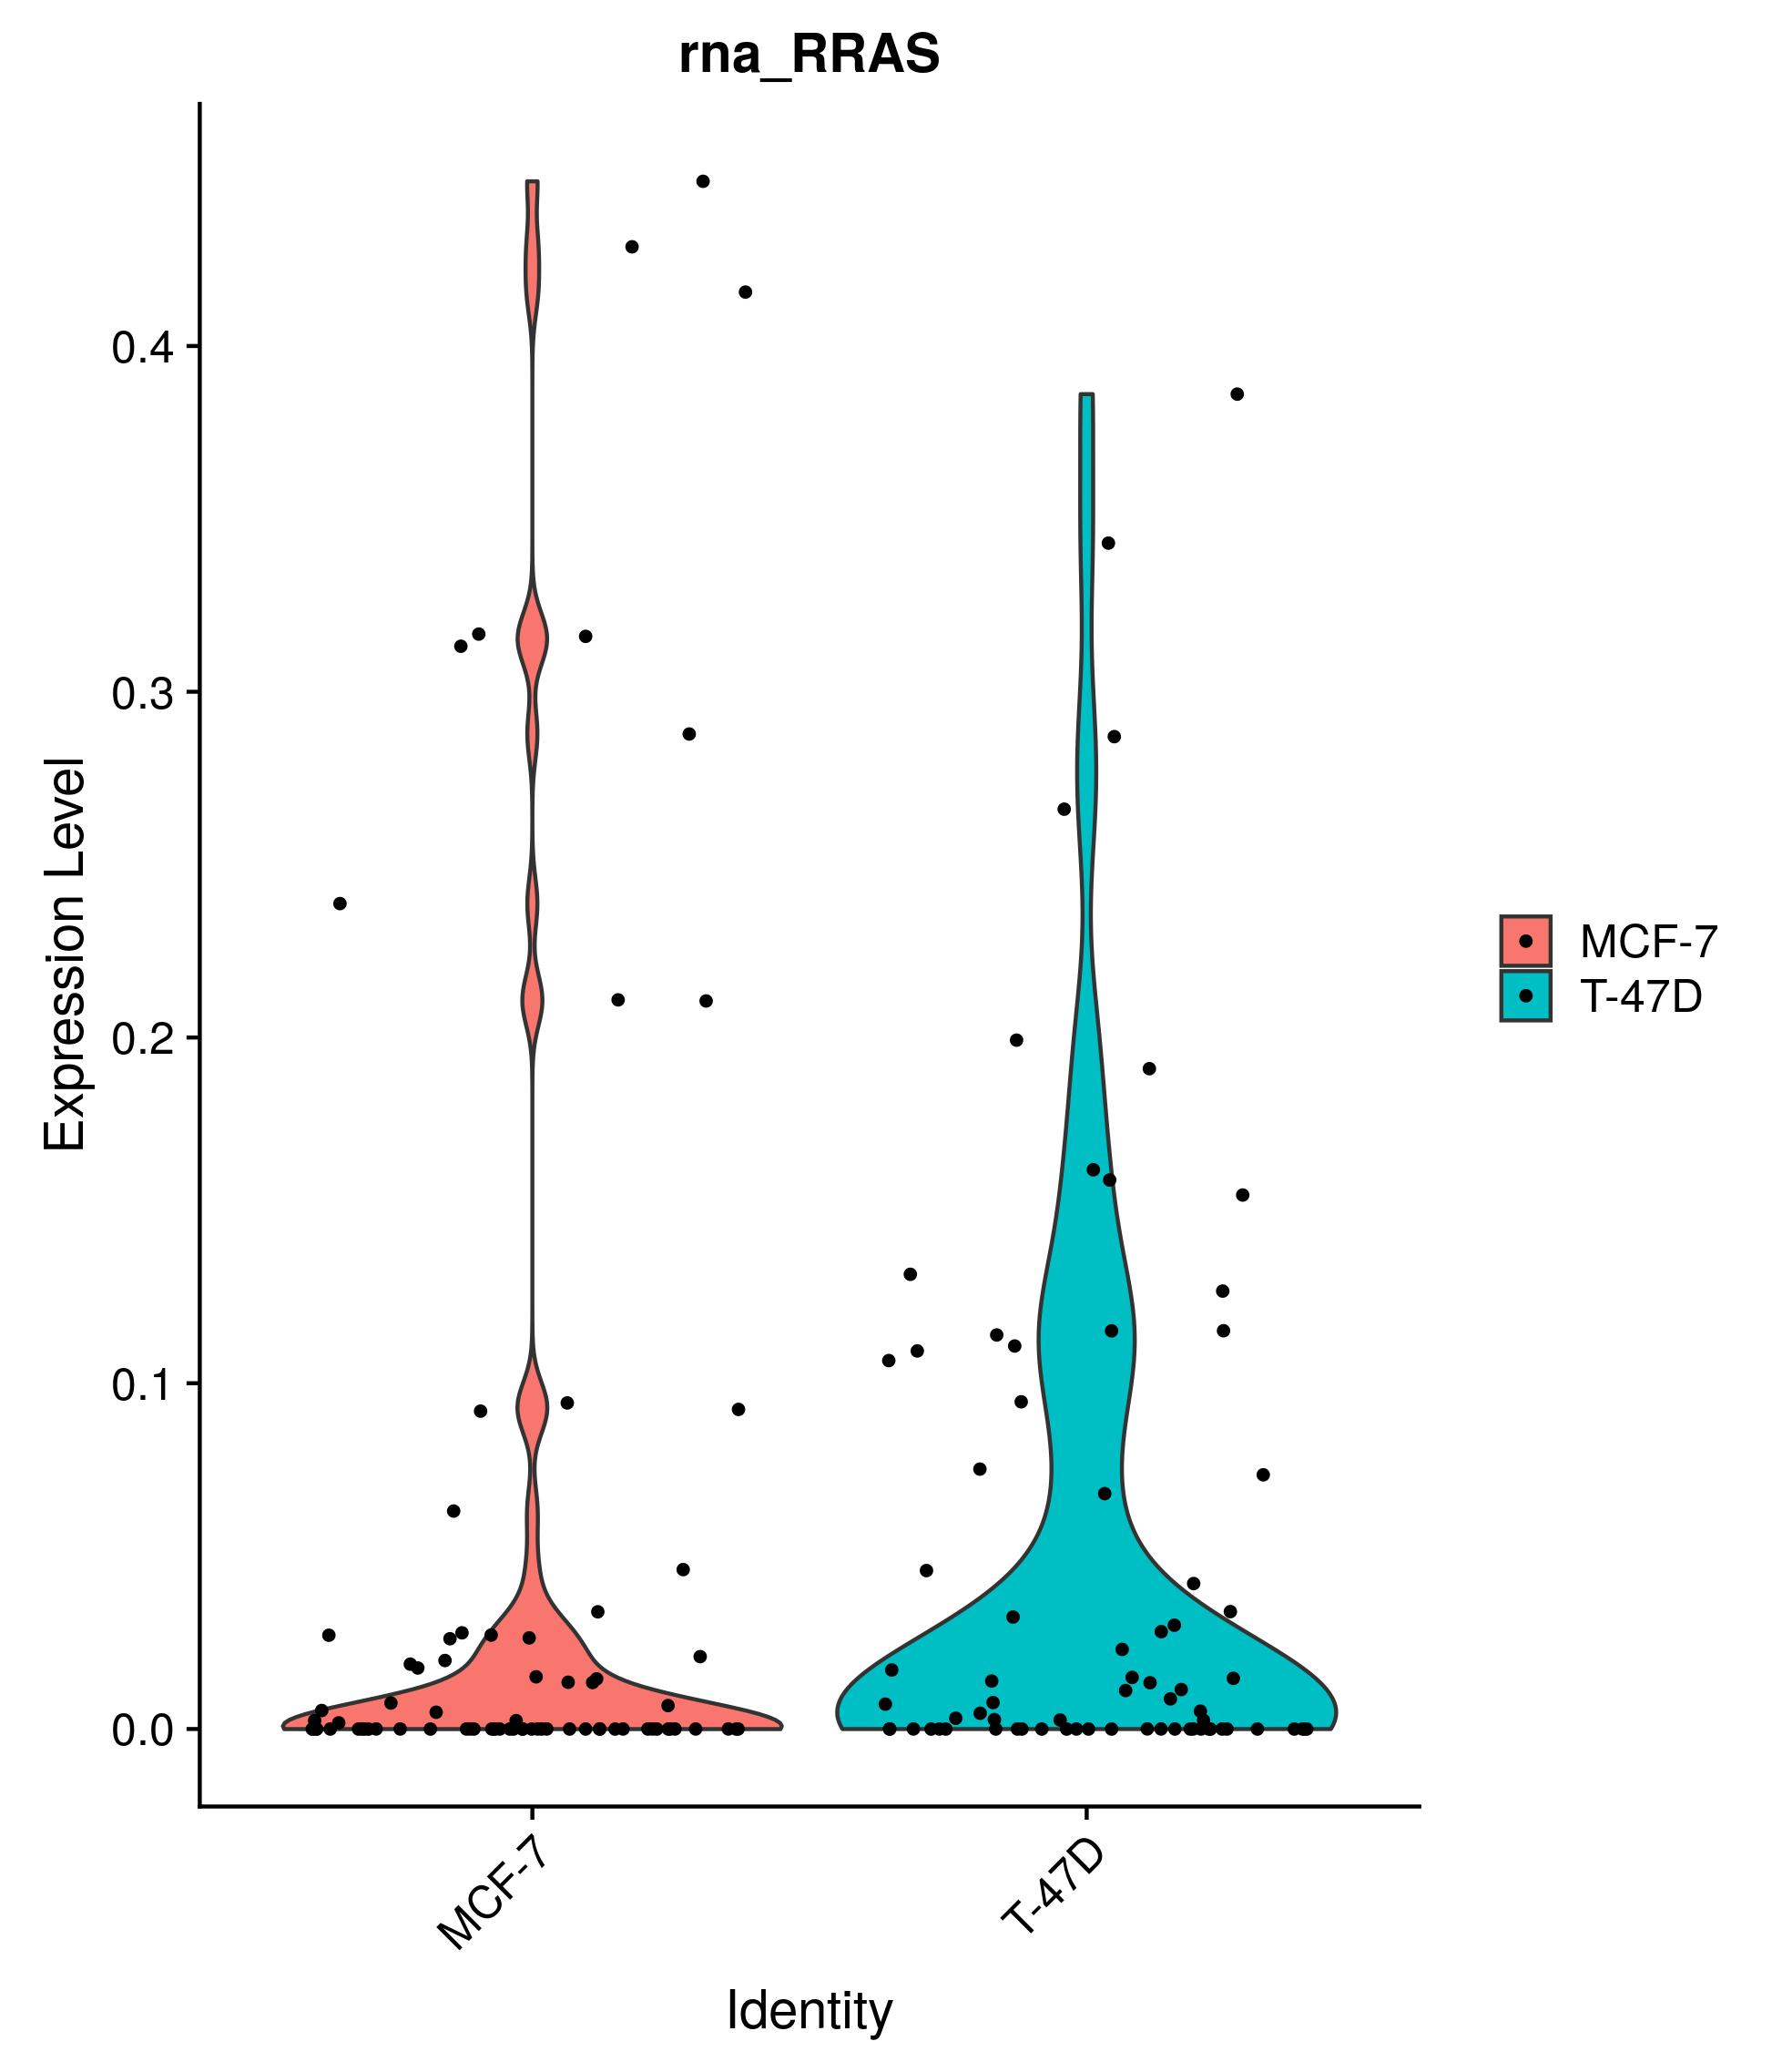 rna_RRAS
Expression Level
0.4
0.3
0.2
0.1
0.0
MCF-7
T-47D
Identity
MCF-7
T-47D